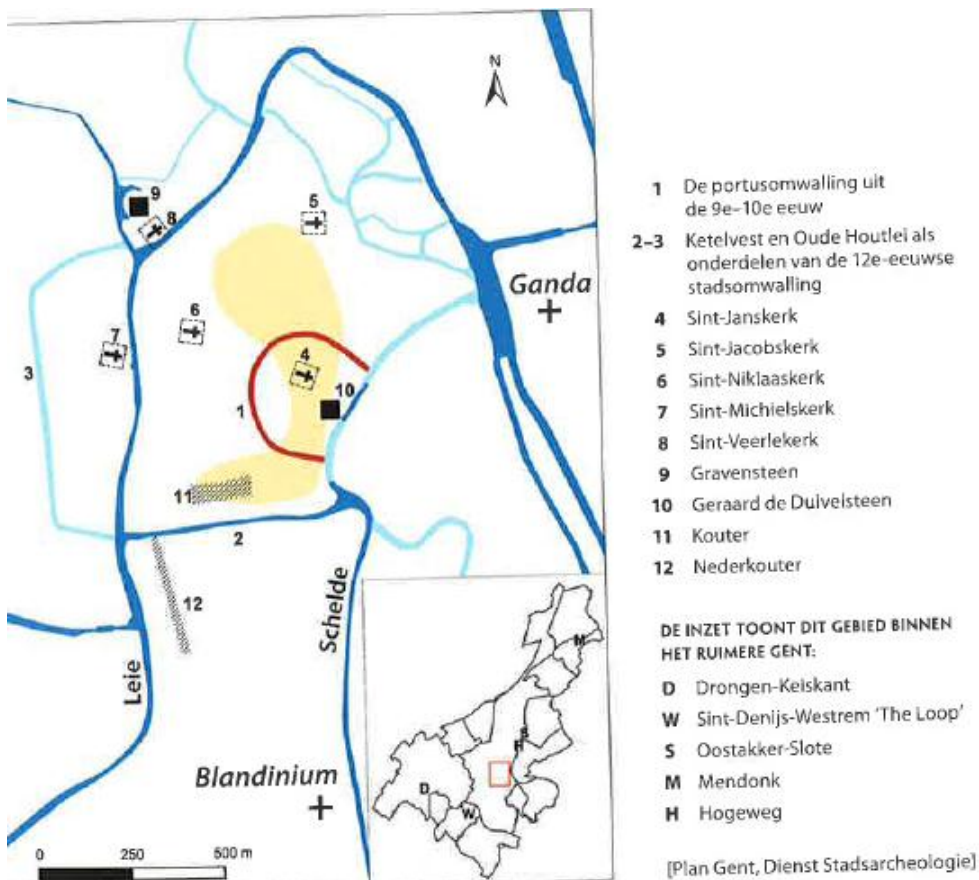 N
9
8
5
Ganda
6
7
4
3
10
1
11
2
12
Schelde
Leie
Blandinium
0 250 500 m
M
S
H
D
W
1 De portusomwalling uit
de 9e–10e eeuw
2–3 Ketelvest en Oude Houtlei als
onderdelen van de 12e-eeuwse
stadsomwalling
4 Sint-Janskerk
5 Sint-Jacobskerk
6 Sint-Niklaaskerk
7 Sint-Michielskerk
8 Sint-Veerlekerk
9 Gravensteen
10 Geraard de Duivelsteen
11 Kouter
12 Nederkouter
DE INZET TOONT DIT GEBIED BINNEN
HET RUIMERE GENT:
D Drongen-Keiskant
W Sint-Denijs-Westrem 'The Loop'
S Oostakker-Slote
M Mendonk
H Hogeweg
[Plan Gent, Dienst Stadsarcheologie]